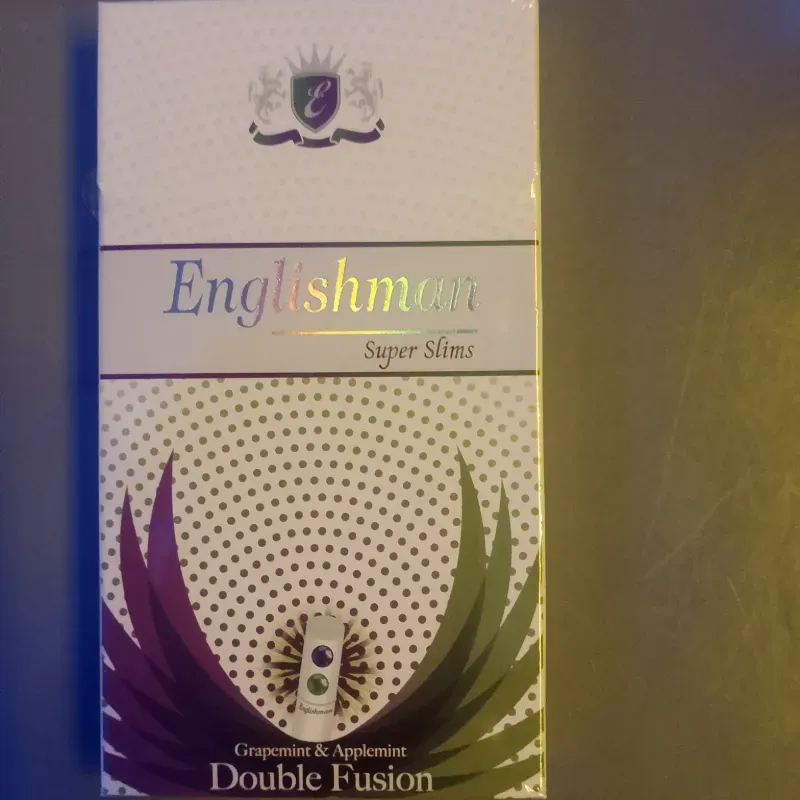 E
Englishman
Super Slims
Englishman
Grapemint & Applemint
Double Fusion